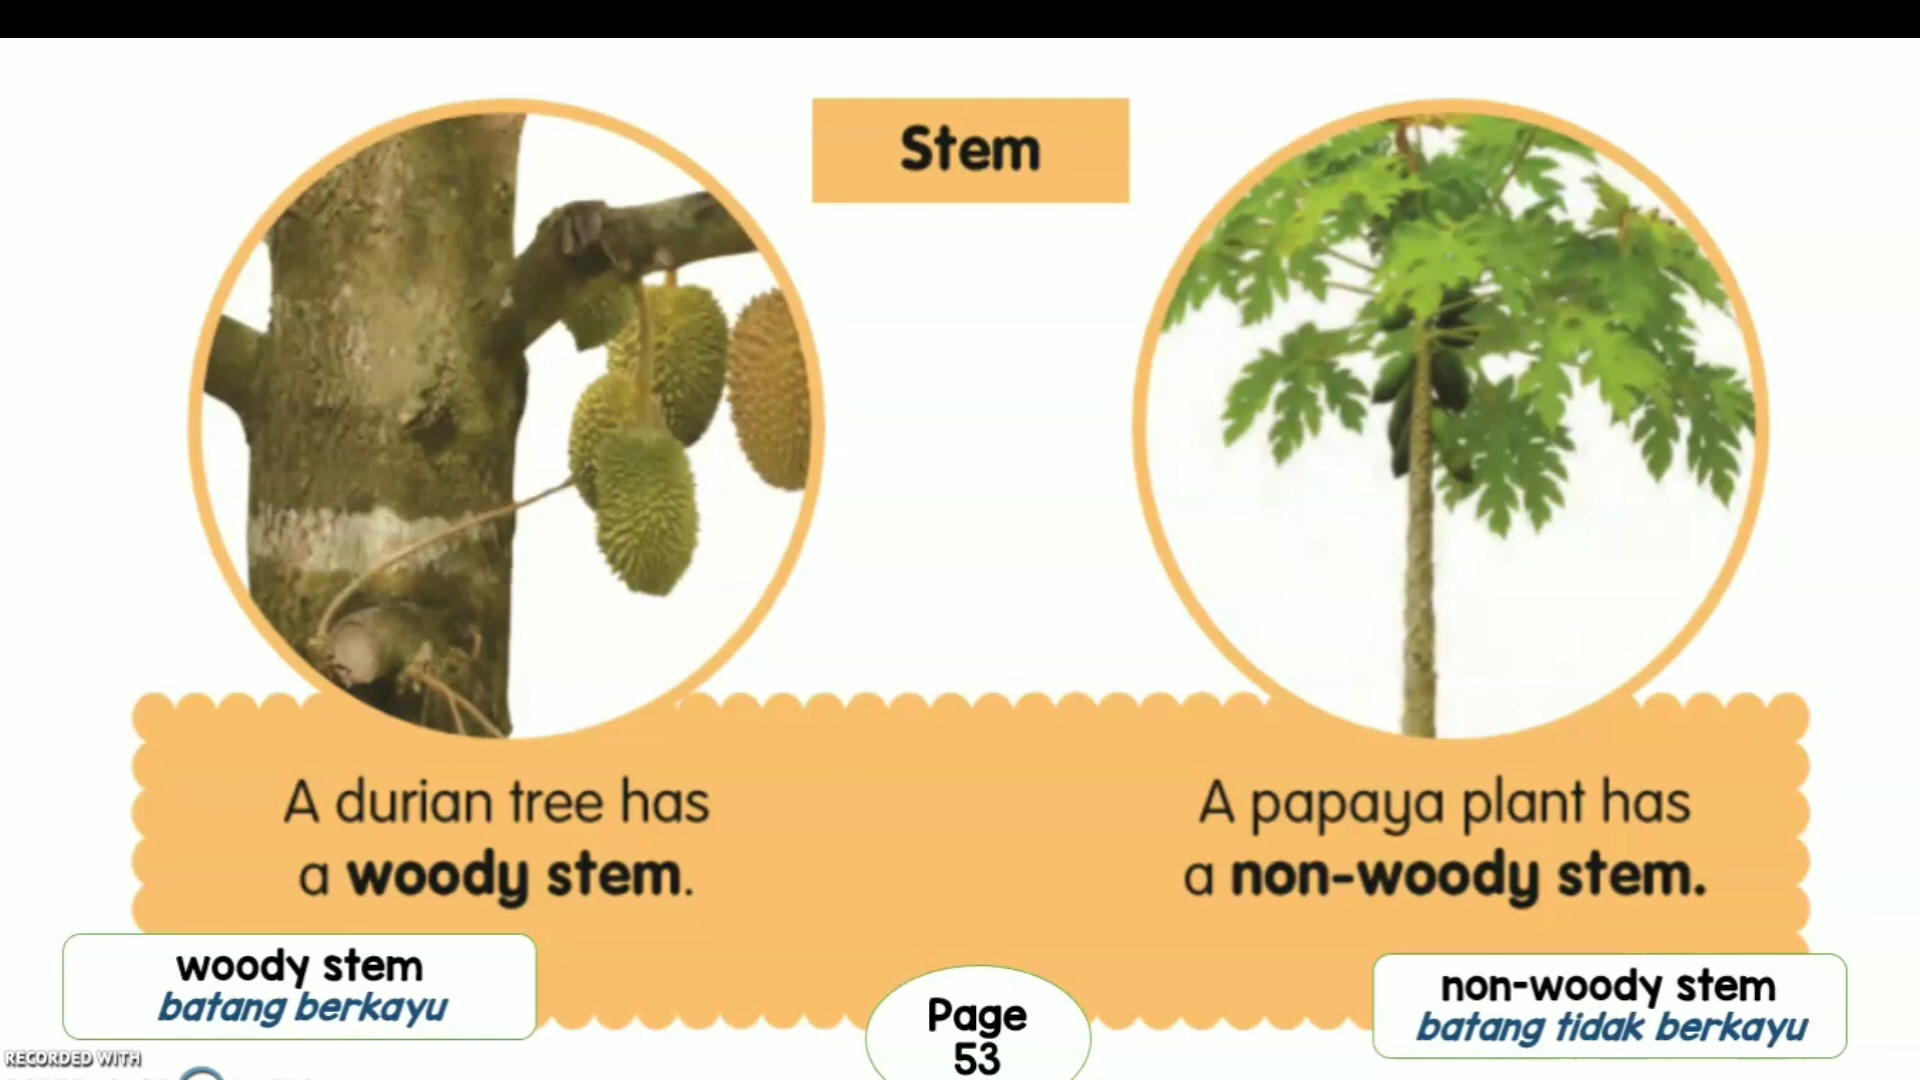 Stem
A durian tree has
a woody stem.
A papaya plant has
a non-woody stem.
woody stem
batang berkayu
non-woody stem
batang tidak berkayu
Page
53
RECORDED WITH